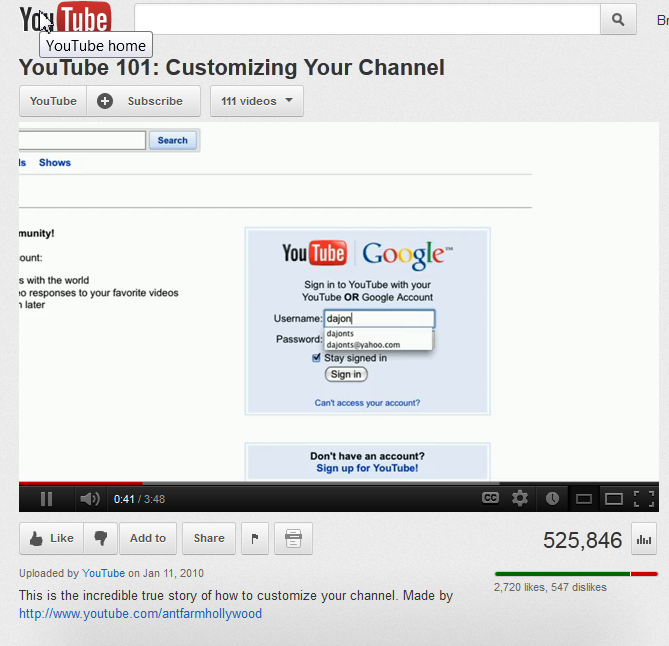 YouTube
Br
YouTube home
YouTube 101: Customizing Your Channel
YouTube
Subscribe
111 videos
Search
ls Shows
munity!
ount:
s with the world
eo responses to your favorite videos
n later
YouTube Google™
Sign in to YouTube with your
YouTube OR Google Account
Username: dajon
dajonts
dajonts@yahoo.com
Password:
Stay signed in
Sign in
Can't access your account?
Don't have an account?
Sign up for YouTube!
0:41 / 3:48
CC
Like
Add to
Share
525,846
Uploaded by YouTube on Jan 11, 2010
2,720 likes, 547 dislikes
This is the incredible true story of how to customize your channel. Made by
http://www.youtube.com/antfarmhollywood